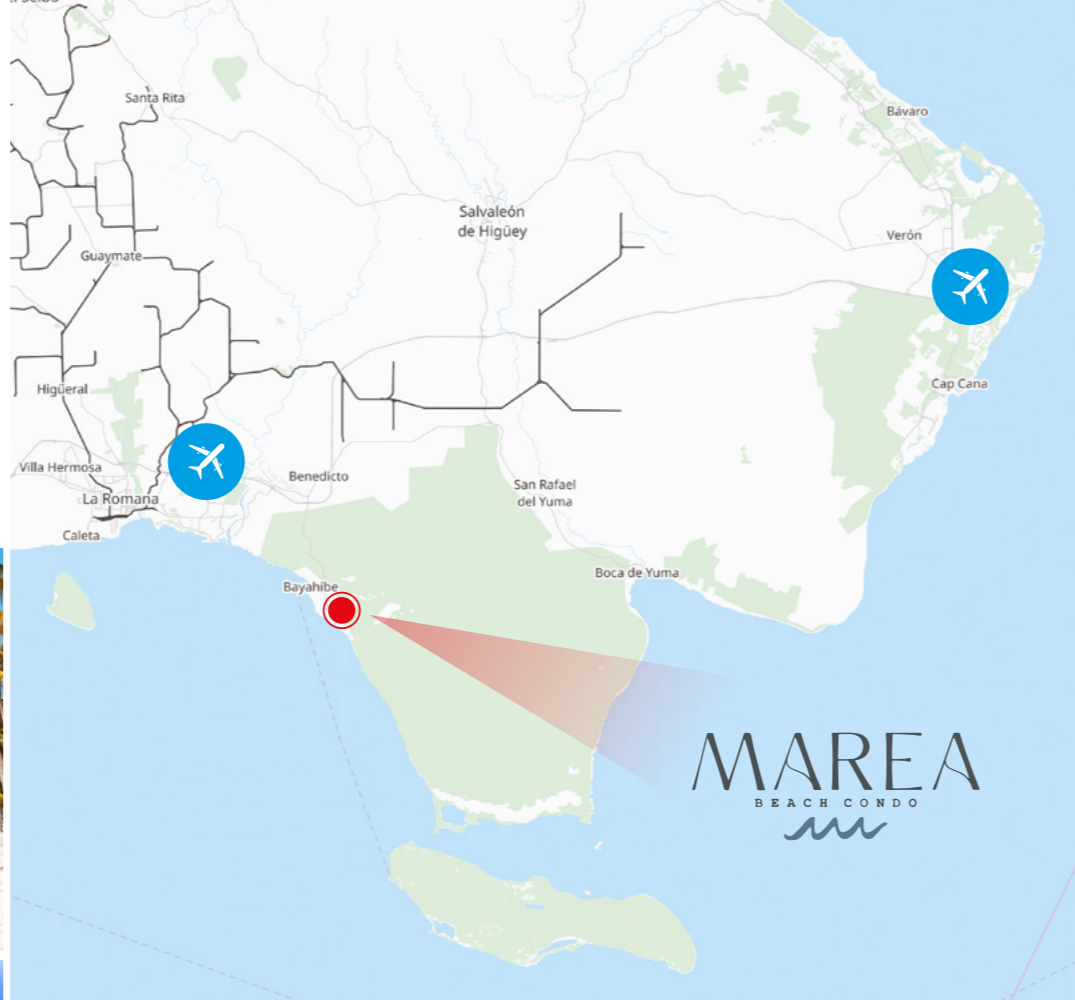 Santa Rita
Bávaro
Salvaleón
de Higüey
Verón
Guaymate
Cap Cana
Higüeral
Villa Hermosa
Benedicto
La Romana
San Rafael
del Yuma
Caleta
Boca de Yuma
Bayahíbe
MAREA
BEACH CONDO